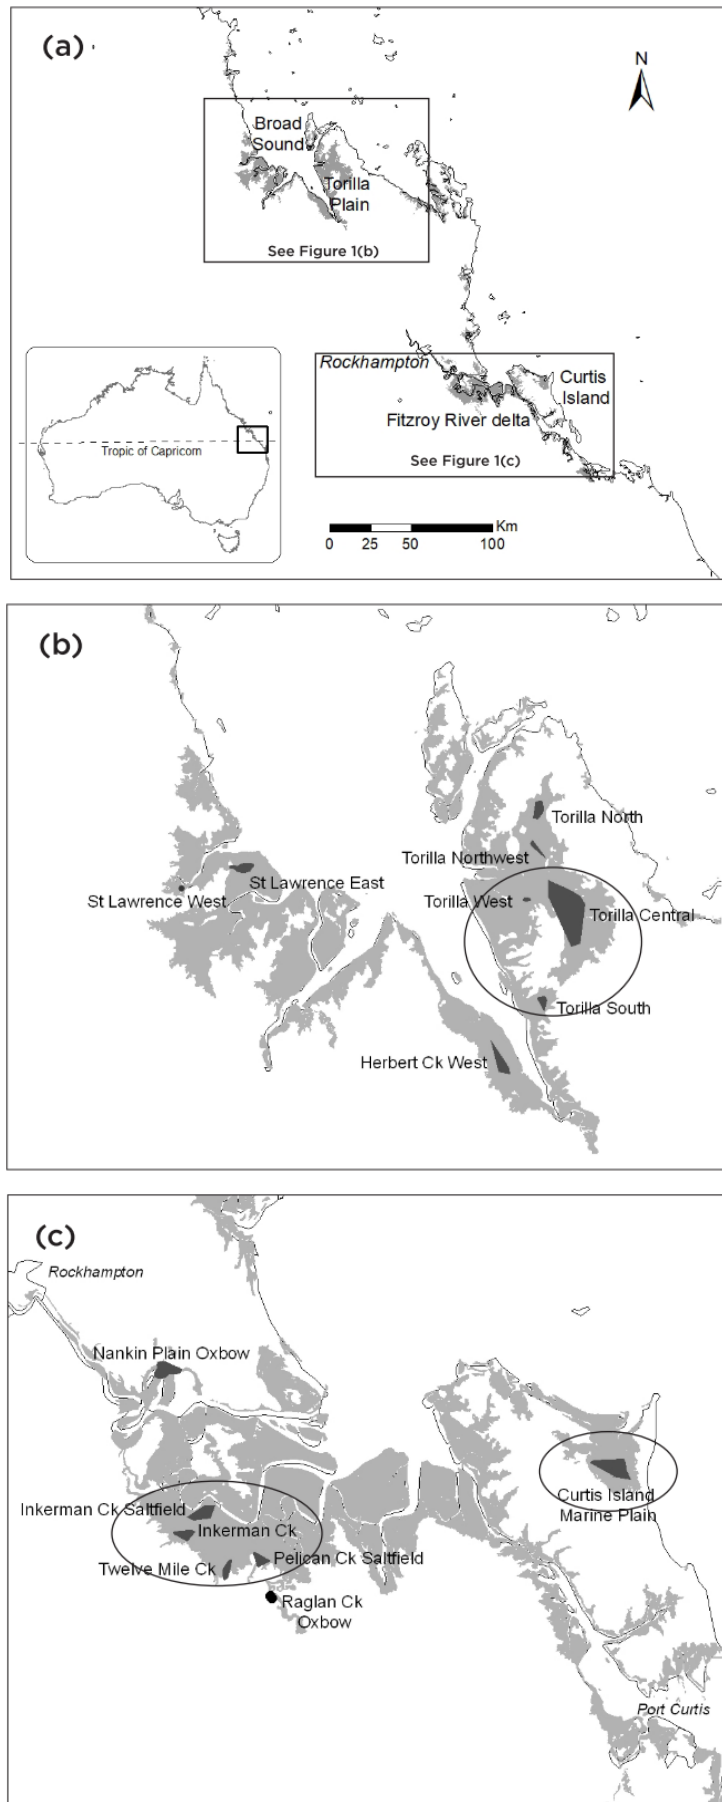 (a)
N
Broad
Sound
Torilla
Plain
See Figure 1(b)
Rockhampton
Curtis
Island
Fitzroy River delta
See Figure 1(c)
Tropic of Capricorn
Km
0 25 50 100
(b)
Torilla North
Torilla Northwest
St Lawrence East
St Lawrence West
Torilla West
Torilla Central
Torilla South
Herbert Ck West
(c)
Rockhampton
Nankin Plain Oxbow
Inkerman Ck Saltfield
Inkerman Ck
Curtis Island
Marine Plain
Twelve Mile Ck
Pelican Ck Saltfield
Raglan Ck
Oxbow
Port Curtis